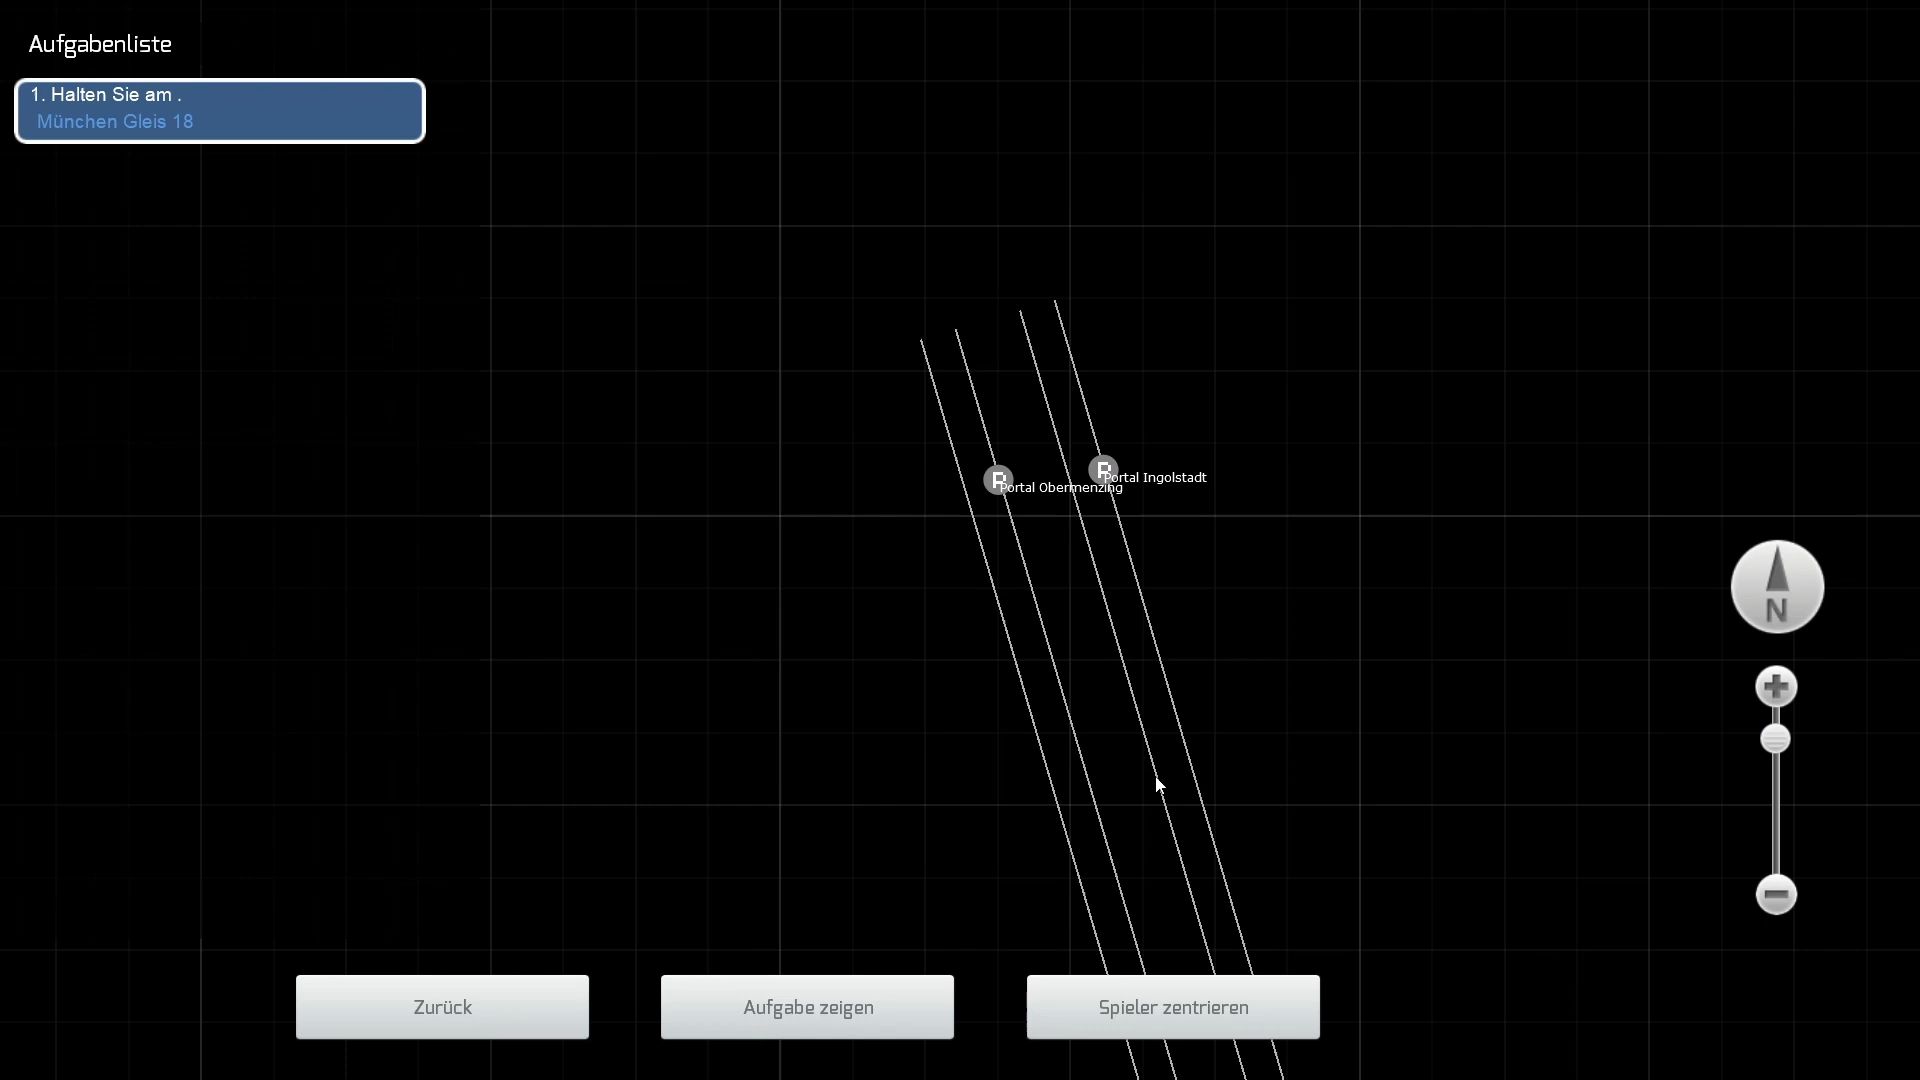 Aufgabenliste
1. Halten Sie am .
München Gleis 18
P
Portal Ingolstadt
P
Portal Obermenzing
N
Zurück
Aufgabe zeigen
Spieler zentrieren